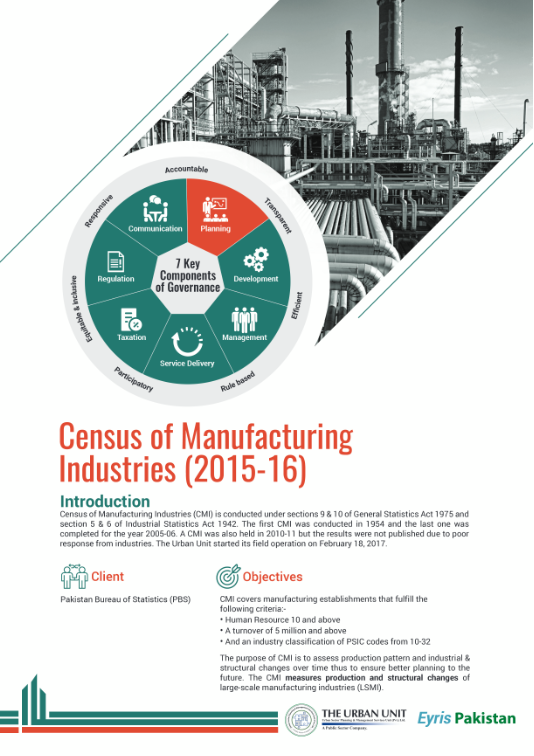 Accountable
Responsive
Transparent
Communication
Planning
7 Key
Components
of Governance
Regulation
Development
Equitable & Inclusive
Efficient
Taxation
Management
Service Delivery
Participatory
Rule based
Census of Manufacturing
Industries (2015-16)
Introduction
Census of Manufacturing Industries (CMI) is conducted under sections 9 & 10 of General Statistics Act 1975 and
section 5 & 6 of Industrial Statistics Act 1942. The first CMI was conducted in 1954 and the last one was
completed for the year 2005-06. A CMI was also held in 2010-11 but the results were not published due to poor
response from industries. The Urban Unit started its field operation on February 18, 2017.
Client
Pakistan Bureau of Statistics (PBS)
Objectives
CMI covers manufacturing establishments that fulfill the
following criteria:-
• Human Resource 10 and above
• A turnover of 5 million and above
• And an industry classification of PSIC codes from 10-32
The purpose of CMI is to assess production pattern and industrial &
structural changes over time thus to ensure better planning to the
future. The CMI measures production and structural changes of
large-scale manufacturing industries (LSMI).
THE URBAN UNIT
Urban Sector Planning & Management Services Unit (Pvt.) Ltd.
A Public Sector Company
Eyris Pakistan